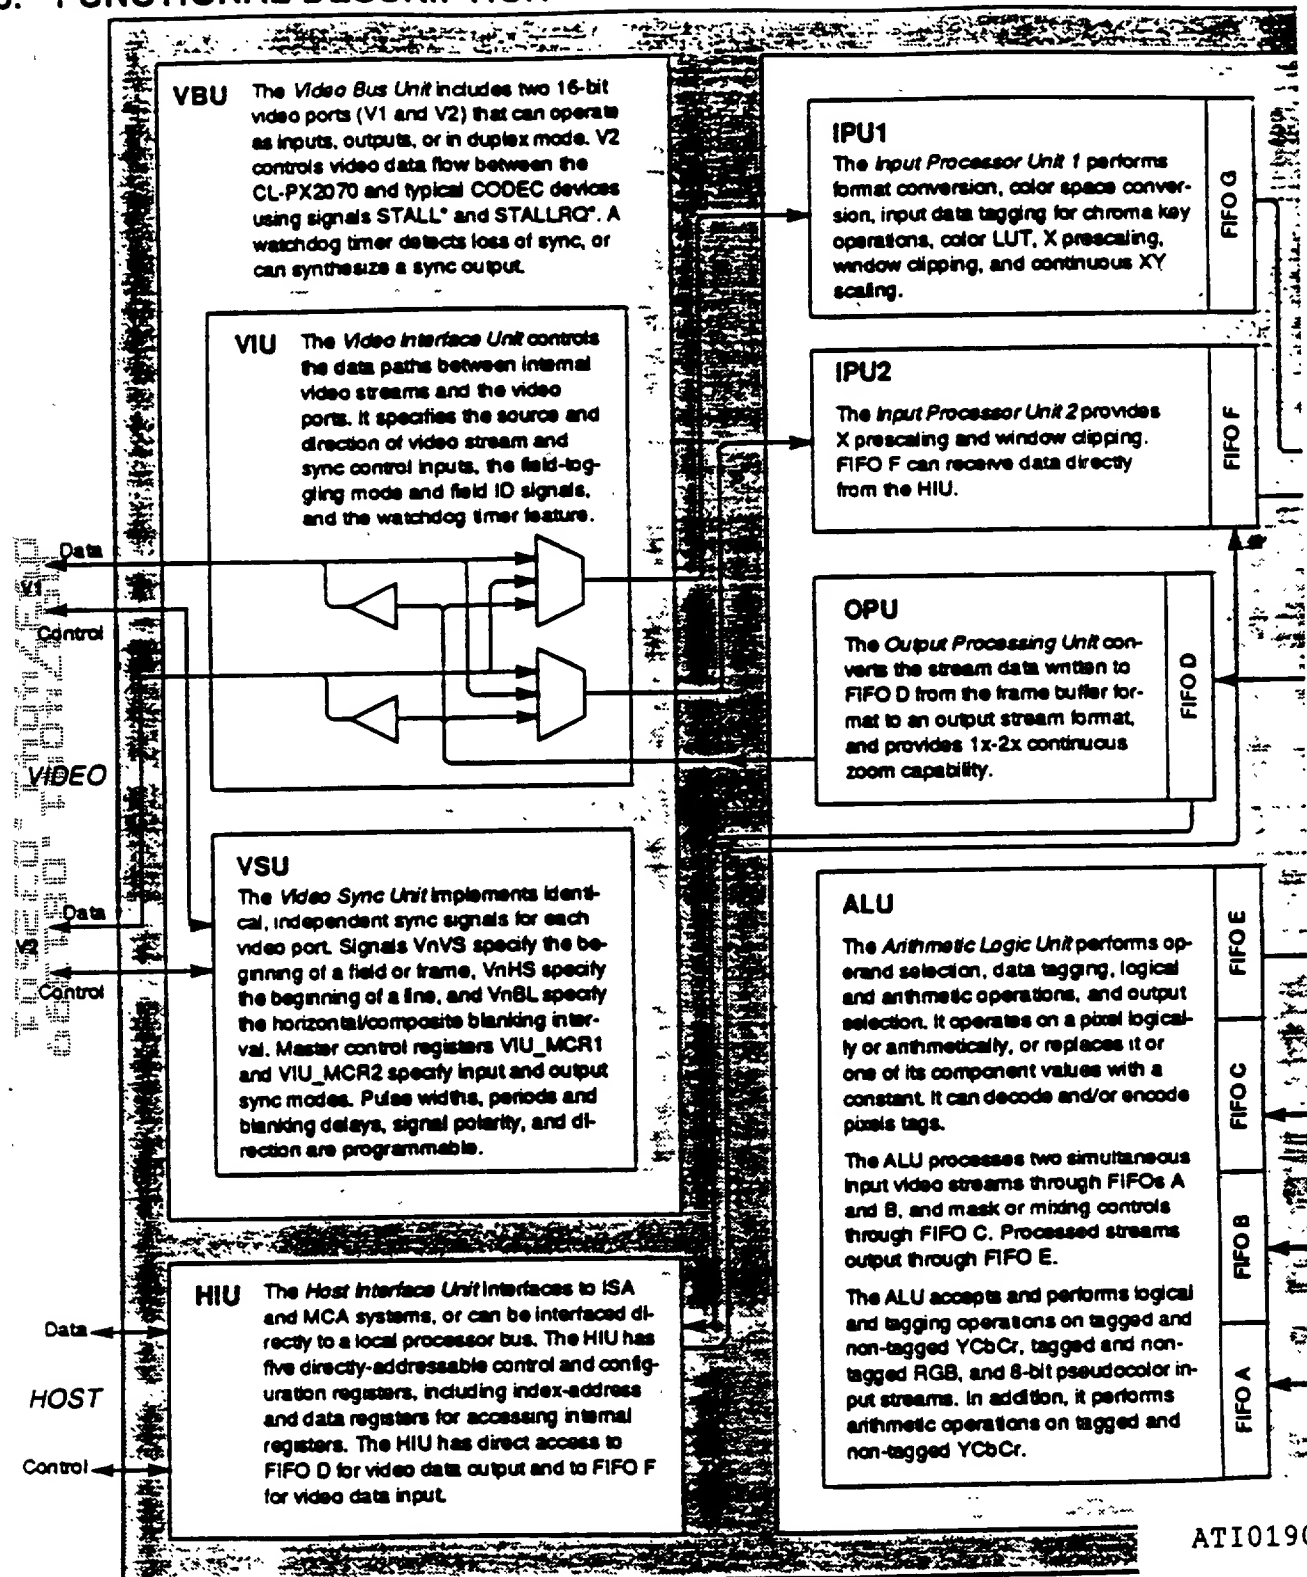 FUNCTIONAL DESCRIPTION
VBU
The Video Bus Unit includes two 16-bit
video ports (V1 and V2) that can operate
as inputs, outputs, or in duplex mode. V2
controls video data flow between the
CL-PX2070 and typical CODEC devices
using signals STALL* and STALLRQ*. A
watchdog timer detects loss of sync, or
can synthesize a sync output.
VIU
The Video Interface Unit controls
the data paths between internal
video streams and the video
ports. It specifies the source and
direction of video stream and
sync control inputs, the field-tog-
gling mode and field ID signals,
and the watchdog timer feature.
Data
V1
Control
VIDEO
VSU
The Video Sync Unit implements identi-
cal, independent sync signals for each
video port. Signals VnVS specify the be-
ginning of a field or frame, VnHS specify
the beginning of a line, and VnBL specify
the horizontal/composite blanking inter-
val. Master control registers VIU_MCR1
and VIU_MCR2 specify input and output
sync modes. Pulse widths, periods and
blanking delays, signal polarity, and di-
rection are programmable.
Data
V2
Control
HIU
The Host Interface Unit interfaces to ISA
and MCA systems, or can be interfaced di-
rectly to a local processor bus. The HIU has
five directly-addressable control and config-
uration registers, including index-address
and data registers for accessing internal
registers. The HIU has direct access to
FIFO D for video data output and to FIFO F
for video data input.
Data
HOST
Control
IPU1
The Input Processor Unit 1 performs
format conversion, color space conver-
sion, input data tagging for chroma key
operations, color LUT, X prescaling,
window clipping, and continuous XY
scaling.
FIFO G
IPU2
The Input Processor Unit 2 provides
X prescaling and window clipping.
FIFO F can receive data directly
from the HIU.
FIFO F
OPU
The Output Processing Unit con-
verts the stream data written to
FIFO D from the frame buffer for-
mat to an output stream format,
and provides 1x-2x continuous
zoom capability.
FIFO D
ALU
The Arithmetic Logic Unit performs op-
erand selection, data tagging, logical
and arithmetic operations, and output
selection. It operates on a pixel logical-
ly or arithmetically, or replaces it or
one of its component values with a
constant. It can decode and/or encode
pixels tags.
The ALU processes two simultaneous
input video streams through FIFOs A
and B, and mask or mixing controls
through FIFO C. Processed streams
output through FIFO E.
The ALU accepts and performs logical
and tagging operations on tagged and
non-tagged YCbCr, tagged and non-
tagged RGB, and 8-bit pseudocolor in-
put streams. In addition, it performs
arithmetic operations on tagged and
non-tagged YCbCr.
FIFO E
FIFO C
FIFO B
FIFO A
ATI0190